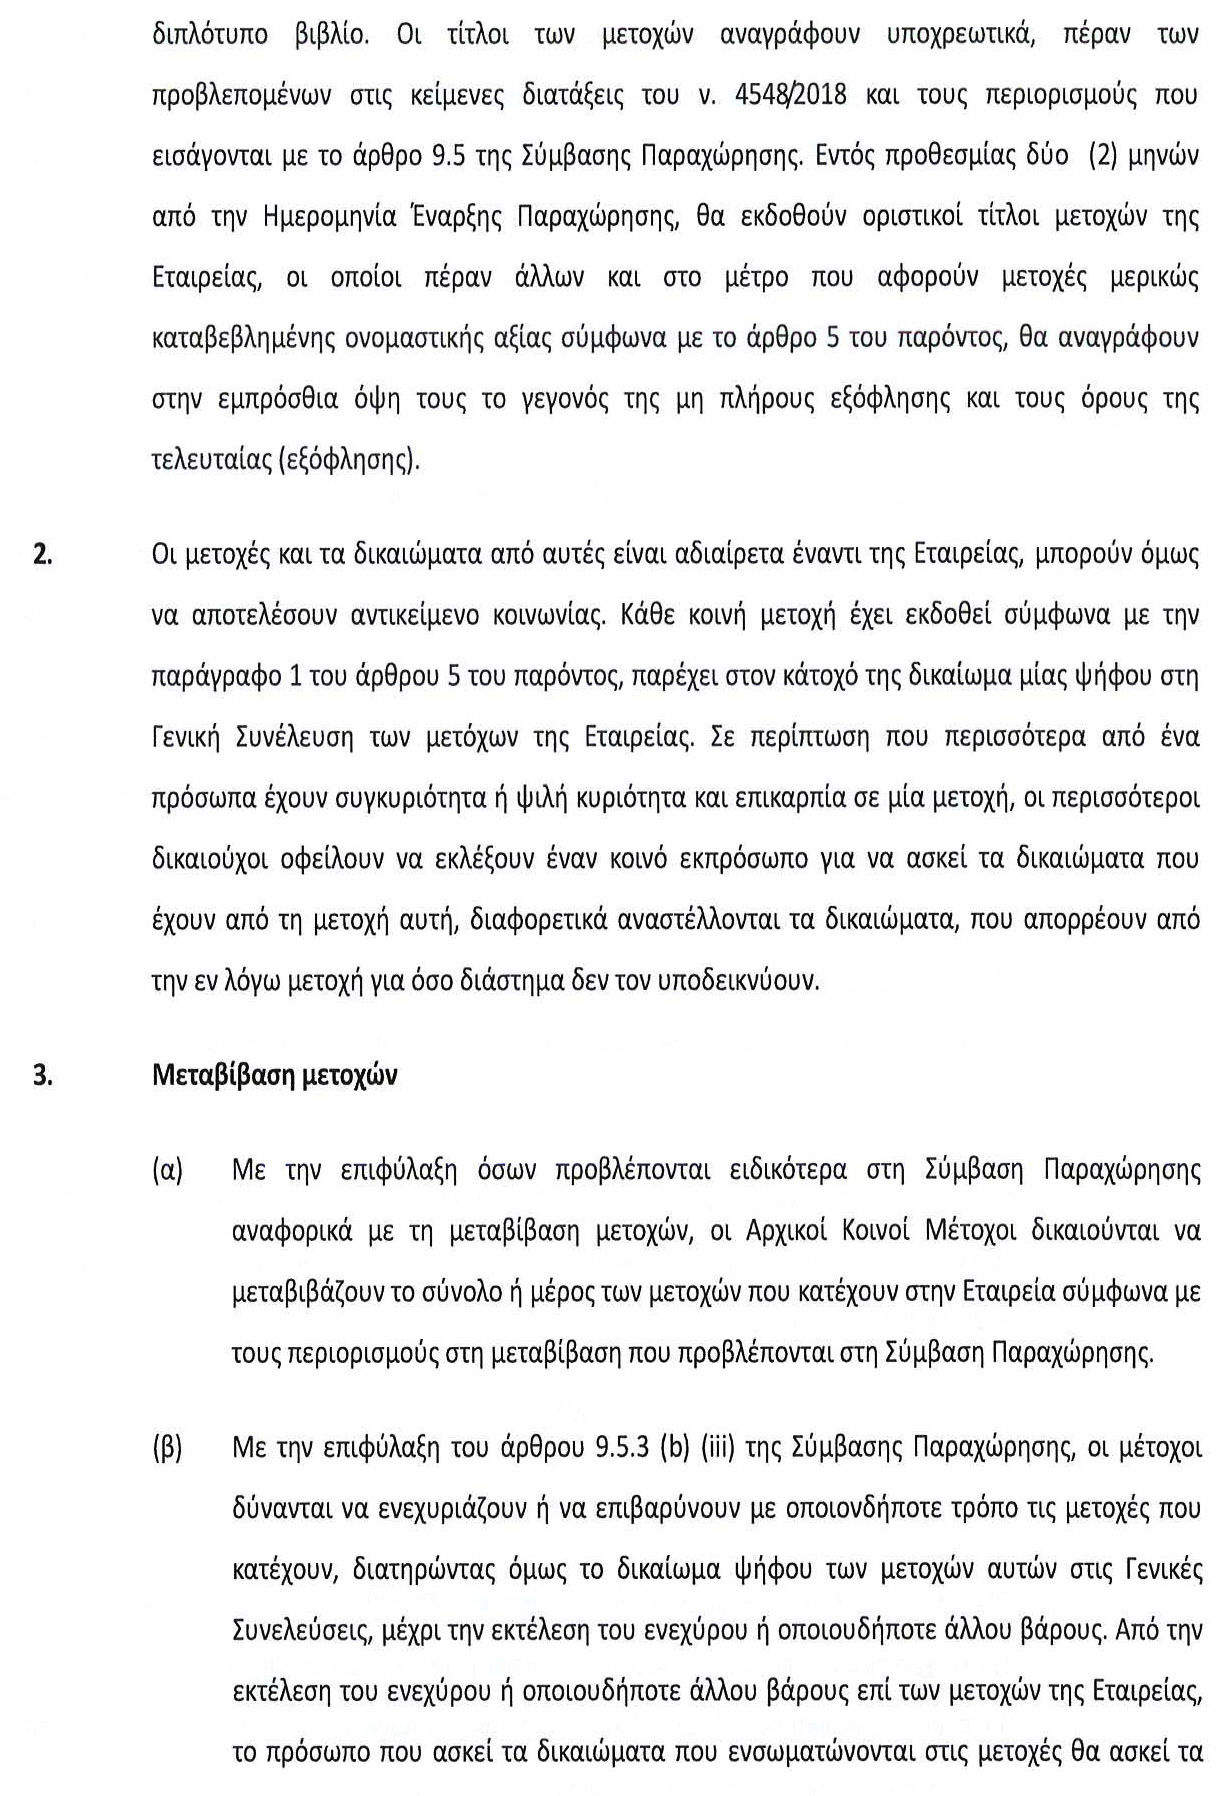 διπλότυπο βιβλίο. Οι τίτλοι των μετοχών αναγράφουν υποχρεωτικά, πέραν των
προβλεπομένων στις κείμενες διατάξεις του ν. 4548/2018 και τους περιορισμούς που
εισάγονται με το άρθρο 9.5 της Σύμβασης Παραχώρησης. Εντός προθεσμίας δύο (2) μηνών
από την Ημερομηνία Έναρξης Παραχώρησης, θα εκδοθούν οριστικοί τίτλοι μετοχών της
Εταιρείας, οι οποίοι πέραν άλλων και στο μέτρο που αφορούν μετοχές μερικώς
καταβεβλημένης ονομαστικής αξίας σύμφωνα με το άρθρο 5 του παρόντος, θα αναγράφουν
στην εμπρόσθια όψη τους το γεγονός της μη πλήρους εξόφλησης και τους όρους της
τελευταίας (εξόφλησης).
2. Οι μετοχές και τα δικαιώματα από αυτές είναι αδιαίρετα έναντι της Εταιρείας, μπορούν όμως
να αποτελέσουν αντικείμενο κοινωνίας. Κάθε κοινή μετοχή έχει εκδοθεί σύμφωνα με την
παράγραφο 1 του άρθρου 5 του παρόντος, παρέχει στον κάτοχό της δικαίωμα μίας ψήφου στη
Γενική Συνέλευση των μετόχων της Εταιρείας. Σε περίπτωση που περισσότερα από ένα
πρόσωπα έχουν συγκυριότητα ή ψιλή κυριότητα και επικαρπία σε μία μετοχή, οι περισσότεροι
δικαιούχοι οφείλουν να εκλέξουν έναν κοινό εκπρόσωπο για να ασκεί τα δικαιώματα που
έχουν από τη μετοχή αυτή, διαφορετικά αναστέλλονται τα δικαιώματα, που απορρέουν από
την εν λόγω μετοχή για όσο διάστημα δεν τον υποδεικνύουν.
3. Μεταβίβαση μετοχών
(α) Με την επιφύλαξη όσων προβλέπονται ειδικότερα στη Σύμβαση Παραχώρησης
αναφορικά με τη μεταβίβαση μετοχών, οι Αρχικοί Κοινοί Μέτοχοι δικαιούνται να
μεταβιβάζουν το σύνολο ή μέρος των μετοχών που κατέχουν στην Εταιρεία σύμφωνα με
τους περιορισμούς στη μεταβίβαση που προβλέπονται στη Σύμβαση Παραχώρησης.
(β) Με την επιφύλαξη του άρθρου 9.5.3 (b) (iii) της Σύμβασης Παραχώρησης, οι μέτοχοι
δύνανται να ενεχυριάζουν ή να επιβαρύνουν με οποιονδήποτε τρόπο τις μετοχές που
κατέχουν, διατηρώντας όμως το δικαίωμα ψήφου των μετοχών αυτών στις Γενικές
Συνελεύσεις, μέχρι την εκτέλεση του ενεχύρου ή οποιουδήποτε άλλου βάρους. Από την
εκτέλεση του ενεχύρου ή οποιουδήποτε άλλου βάρους επί των μετοχών της Εταιρείας,
το πρόσωπο που ασκεί τα δικαιώματα που ενσωματώνονται στις μετοχές θα ασκεί τα